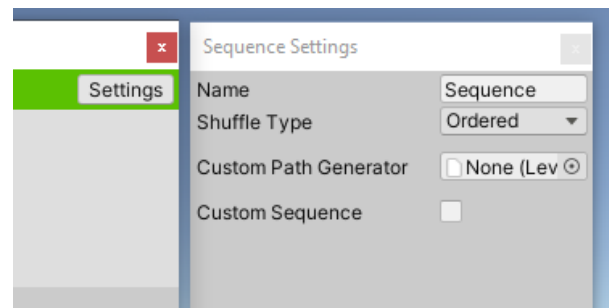 Sequence Settings
Settings
Name Sequence
Shuffle Type Ordered
Custom Path Generator None (Lev
Custom Sequence